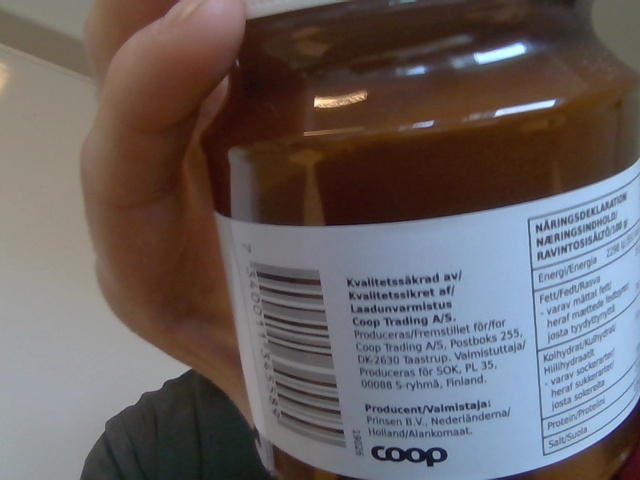 Kvalitetssäkrad av/
Kvalitetssikret af/
Laadunvarmistus
Coop Trading A/S.
Produceras/Fremstillet för/for
Coop Trading A/S, Postboks 255,
DK-2630 Taastrup. Valmistuttaja/
Produceras för SOK, PL 35,
00088 S-ryhmä, Finland.
Producent/Valmistaja:
Prinsen B.V., Nederländerna/
Holland/Alankomaat.
coop
NÄRINGSDEKLARATION
NÆRINGSINDHOLD/
RAVINTOSISÄLTÖ/100 g
Energi/Energia
Fett/Fedt/Rasva
- varav mättat fett/
heraf mættede fedtsyrer
josta tyydyttynyttä
Kolhydrat/Kulhydrat/
Hiilihydraatit
- varav sockerarter/
heraf sukkerarter/
josta sokereita
Protein/Proteiini
Salt/Suola